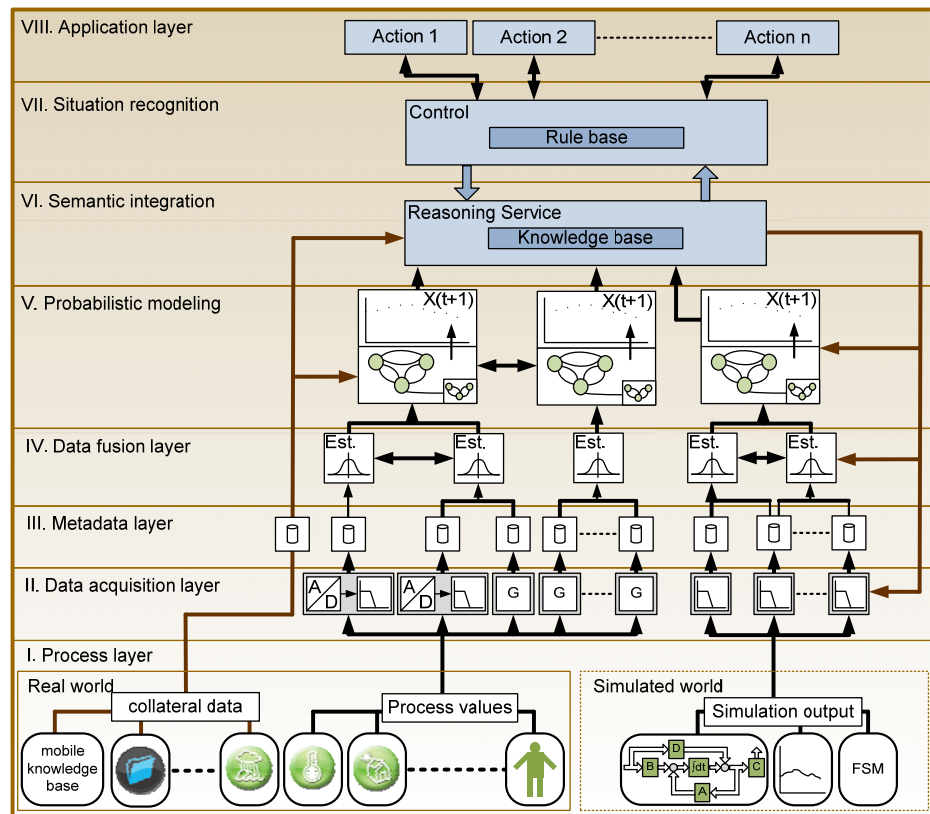 VIII. Application layer
Action 1
Action 2
Action n
VII. Situation recognition
Control
Rule base
VI. Semantic integration
Reasoning Service
Knowledge base
V. Probabilistic modeling
X(t+1)
X(t+1)
X(t+1)
IV. Data fusion layer
Est.
Est.
Est.
Est.
Est.
III. Metadata layer
II. Data acquisition layer
A
D
A
D
G
G
G
I. Process layer
Real world
collateral data
Process values
mobile
knowledge
base
Simulated world
Simulation output
D
B
∫dt
C
A
FSM